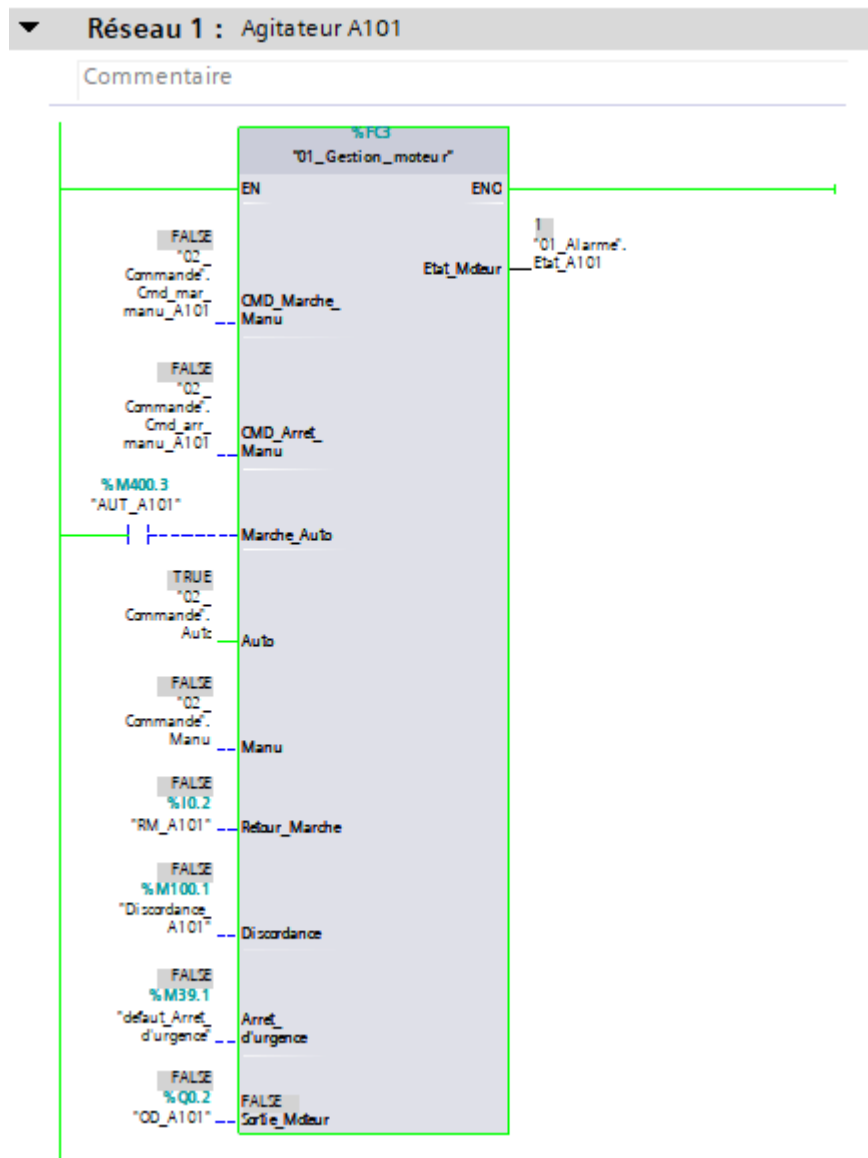 Réseau 1 : Agitateur A101
Commentaire
%FC3
"01_Gestion_moteur"
EN
ENO
FALSE
"02_
Commande".
Cmd_mar_
manu_A101
CMD_Marche_
Manu
1
"01_Alarme".
Etat_A101
Etat_Moteur
FALSE
"02_
Commande".
Cmd_arr_
manu_A101
CMD_Arret_
Manu
%M400.3
"AUT_A101"
Marche_Auto
TRUE
"02_
Commande".
Auto
Auto
FALSE
"02_
Commande".
Manu
Manu
FALSE
%I0.2
"RM_A101"
Retour_Marche
FALSE
%M100.1
"Discordance_
A101"
Discordance
FALSE
%M39.1
"defaut_Arret_
d'urgence"
Arret_
d'urgence
FALSE
%Q0.2
"OD_A101"
FALSE
Sortie_Moteur